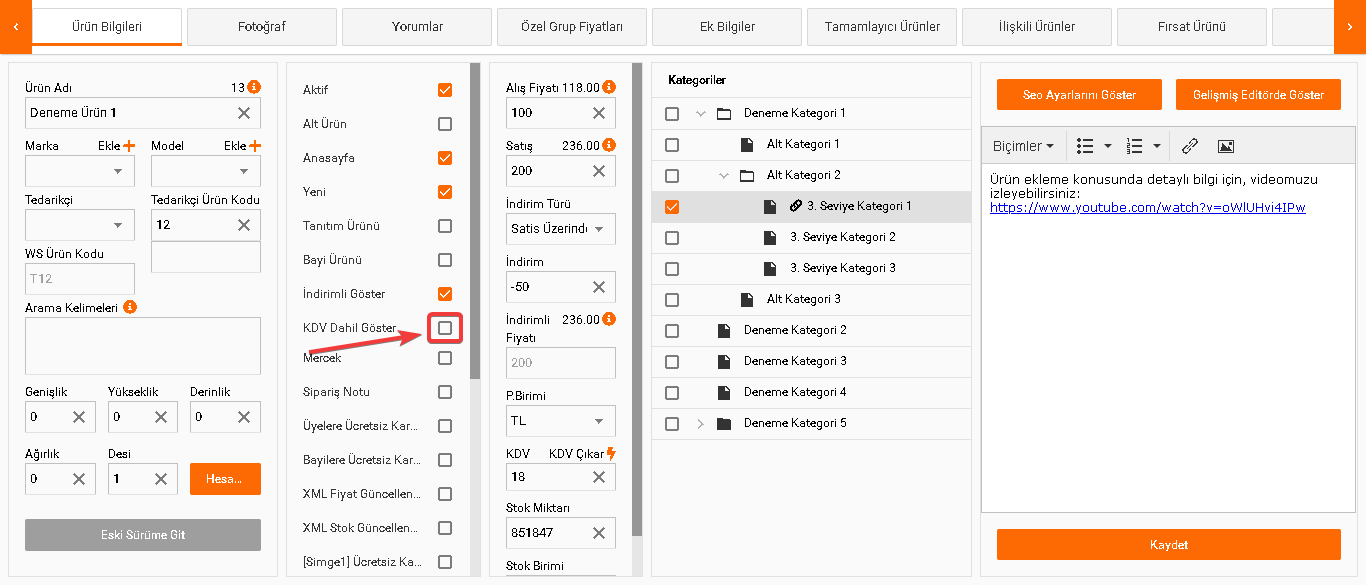 Ürün Bilgileri
Fotoğraf
Yorumlar
Özel Grup Fiyatları
Ek Bilgiler
Tamamlayıcı Ürünler
İlişkili Ürünler
Fırsat Ürünü
Ürün Adı 13
Deneme Ürün 1
Marka Ekle
Model Ekle
Tedarikçi
Tedarikçi Ürün Kodu
12
WS Ürün Kodu
T12
Arama Kelimeleri
Genişlik Yükseklik Derinlik
0 0 0
Ağırlık Desi
0 1 Hesa...
Eski Sürüme Git
Aktif
Alt Ürün
Anasayfa
Yeni
Tanıtım Ürünü
Bayi Ürünü
İndirimli Göster
KDV Dahil Göster
Mercek
Sipariş Notu
Üyelere Ücretsiz Kar...
Bayilere Ücretsiz Kar...
XML Fiyat Güncellen...
XML Stok Güncellen...
[Simge1] Ücretsiz Ka...
Alış Fiyatı 118.00
100
Satış 236.00
200
İndirim Türü
Satis Üzerind
İndirim
-50
İndirimli 236.00
Fiyatı
200
P.Birimi
TL
KDV KDV Çıkar
18
Stok Miktarı
851847
Stok Birimi
Kategoriler
Deneme Kategori 1
Alt Kategori 1
Alt Kategori 2
3. Seviye Kategori 1
3. Seviye Kategori 2
3. Seviye Kategori 3
Alt Kategori 3
Deneme Kategori 2
Deneme Kategori 3
Deneme Kategori 4
Deneme Kategori 5
Seo Ayarlarını Göster
Gelişmiş Editörde Göster
Biçimler
Ürün ekleme konusunda detaylı bilgi için, videomuzu
izleyebilirsiniz:
https://www.youtube.com/watch?v=oWlUHvi4IPw
Kaydet